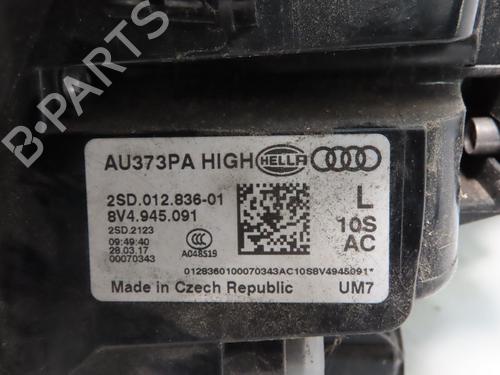 AU373PA HIGH HELLA
2SD.012.836-01
8V4.945.091
2SD.2123
09:49:40
28.03.17
00070343
A048S19
L
10S
AC
0128360100070343AC10S8V4945091*
Made in Czech Republic UM7
B-PARTS